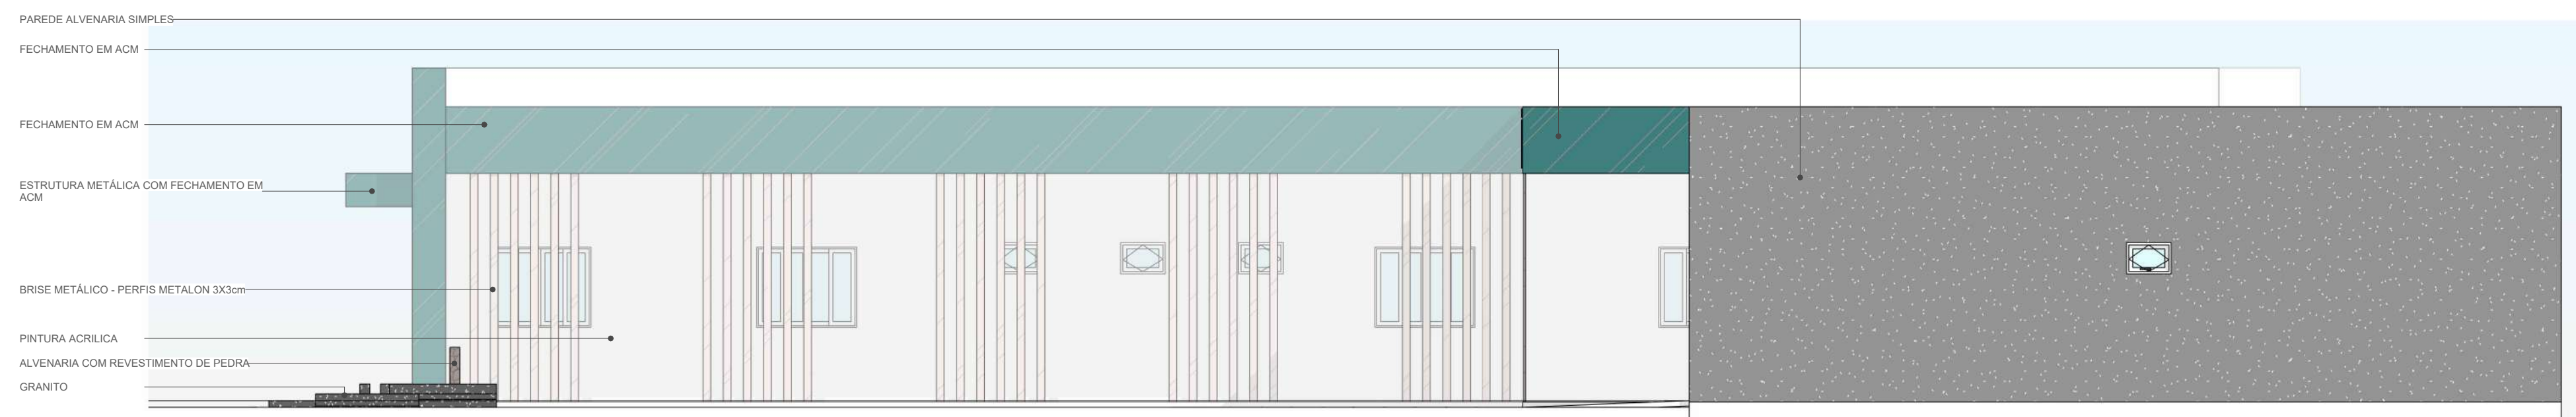 PAREDE ALVENARIA SIMPLES
FECHAMENTO EM ACM
FECHAMENTO EM ACM
ESTRUTURA METÁLICA COM FECHAMENTO EM
ACM
BRISE METÁLICO - PERFIS METALON 3X3cm
PINTURA ACRILICA
ALVENARIA COM REVESTIMENTO DE PEDRA
GRANITO